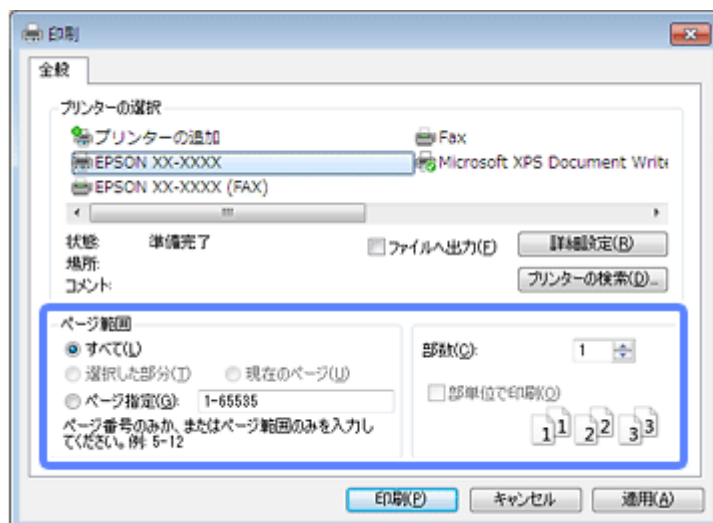 印刷
全般
プリンターの選択
プリンターの追加
Fax
EPSON XX-XXXX
Microsoft XPS Document Write
EPSON XX-XXXX (FAX)
状態: 準備完了
ファイルへ出力(F)
詳細設定(R)
場所:
コメント:
プリンターの検索(D)...
ページ範囲
すべて(L)
選択した部分(T)
現在のページ(U)
ページ指定(G): 1-65535
ページ番号のみか、またはページ範囲のみを入力し
てください。例: 5-12
部数(C): 1
部単位で印刷(O)
1 1 2 2 3 3
印刷(P)
キャンセル
適用(A)